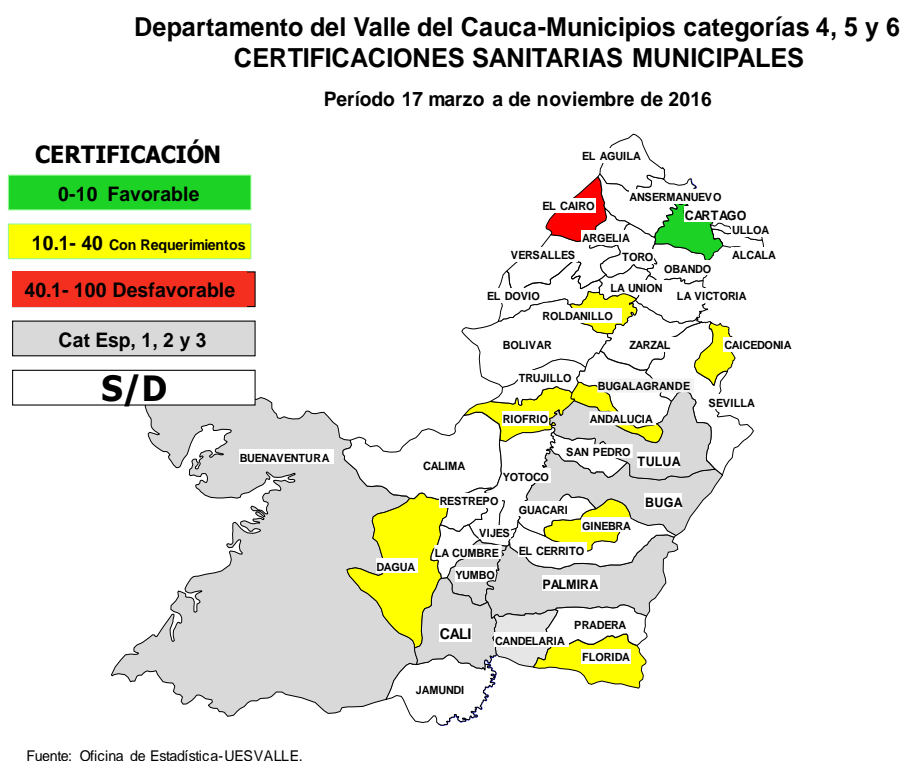 Departamento del Valle del Cauca-Municipios categorías 4, 5 y 6
CERTIFICACIONES SANITARIAS MUNICIPALES
Período 17 marzo a de noviembre de 2016
CERTIFICACIÓN
0-10 Favorable
10.1- 40 Con Requerimientos
40.1- 100 Desfavorable
Cat Esp, 1, 2 y 3
S/D
EL AGUILA
ANSERMANUEVO
EL CAIRO
CARTAGO
ULLOA
ARGELIA
VERSALLES
TORO
ALCALA
OBANDO
LA UNION
EL DOVIO
LA VICTORIA
ROLDANILLO
BOLIVAR
ZARZAL
CAICEDONIA
TRUJILLO
BUGALAGRANDE
SEVILLA
RIOFRIO
ANDALUCIA
SAN PEDRO
TULUA
BUENAVENTURA
CALIMA
YOTOCO
RESTREPO
BUGA
GUACARI
GINEBRA
VIJES
LA CUMBRE
EL CERRITO
DAGUA
YUMBO
PALMIRA
PRADERA
CALI
CANDELARIA
FLORIDA
JAMUNDI
Fuente: Oficina de Estadística-UESVALLE.